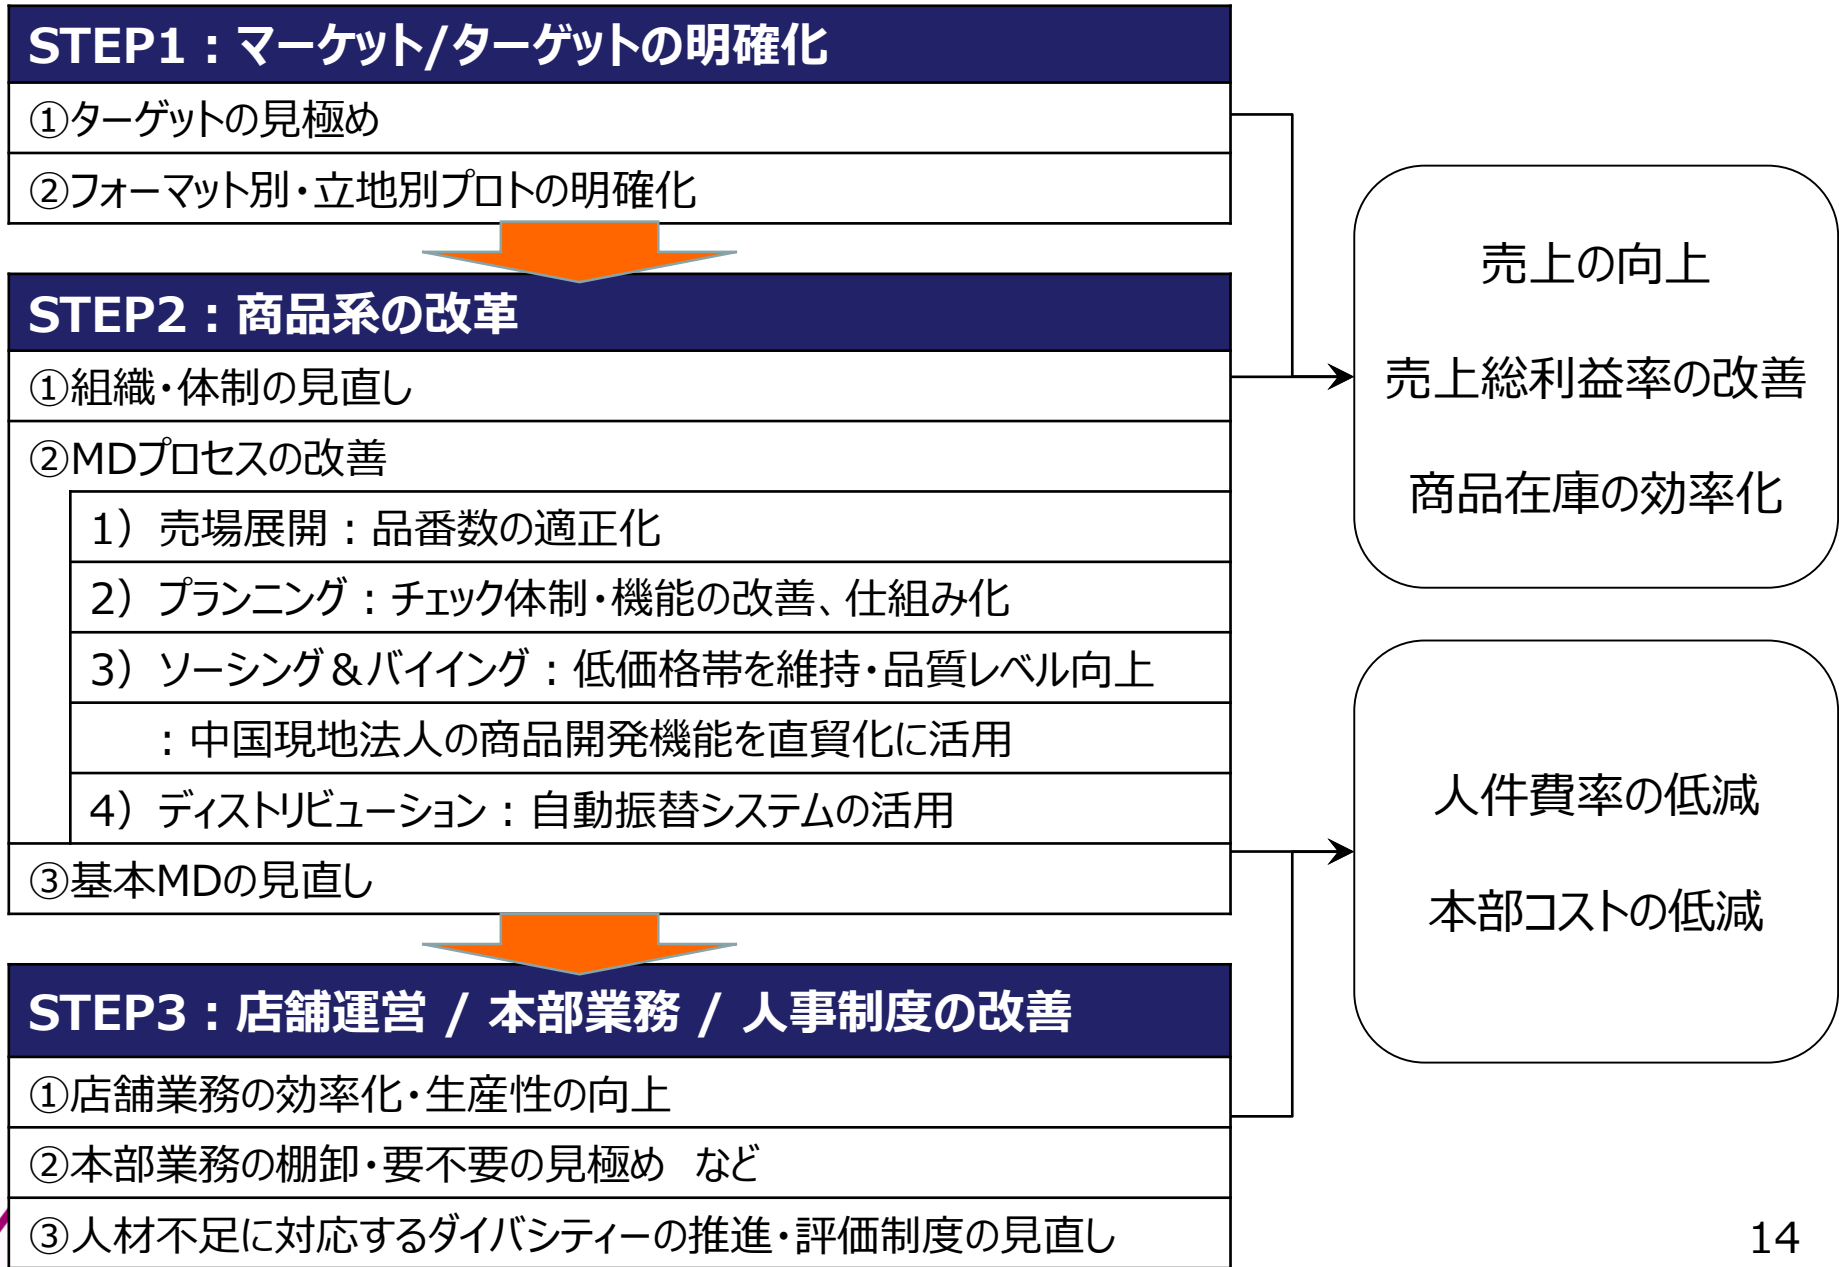 STEP1：マーケット/ターゲットの明確化
①ターゲットの見極め
②フォーマット別・立地別プロトの明確化
STEP2：商品系の改革
①組織・体制の見直し
②MDプロセスの改善
1）売場展開：品番数の適正化
2）プランニング：チェック体制・機能の改善、仕組み化
3）ソーシング＆バイイング：低価格帯を維持・品質レベル向上
：中国現地法人の商品開発機能を直貿化に活用
4）ディストリビューション：自動振替システムの活用
③基本MDの見直し
STEP3：店舗運営 / 本部業務 / 人事制度の改善
①店舗業務の効率化・生産性の向上
②本部業務の棚卸・要不要の見極め　など
③人材不足に対応するダイバシティーの推進・評価制度の見直し
売上の向上
売上総利益率の改善
商品在庫の効率化
人件費率の低減
本部コストの低減
14